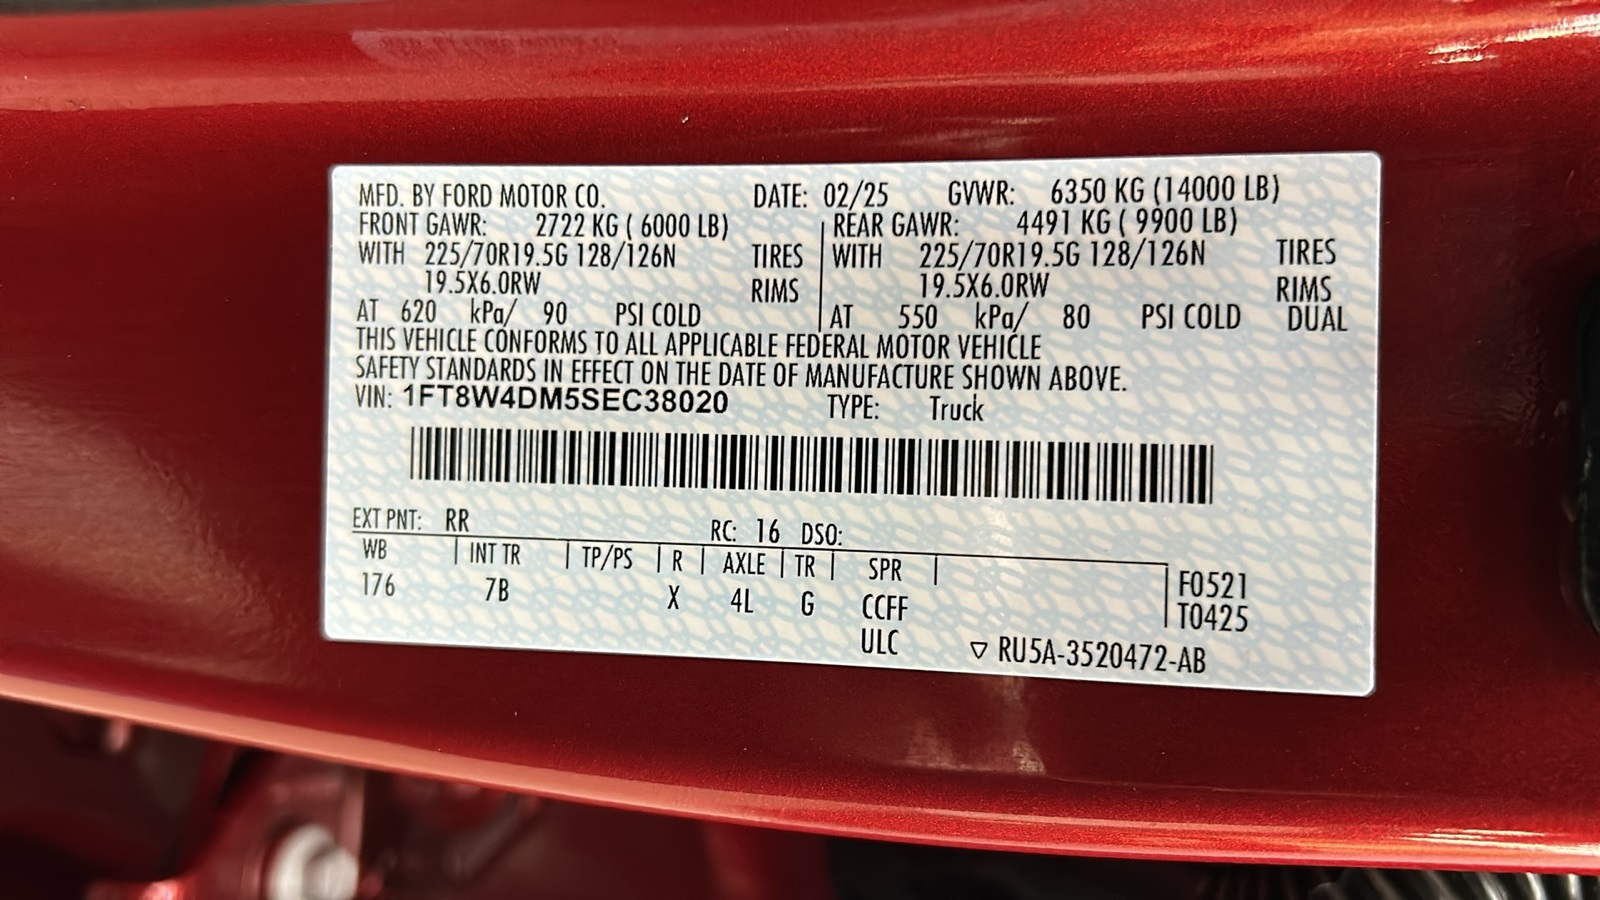 MFD. BY FORD MOTOR CO. DATE: 02/25 GVWR: 6350 KG (14000 LB)
FRONT GAWR: 2722 KG ( 6000 LB) REAR GAWR: 4491 KG ( 9900 LB)
WITH 225/70R19.5G 128/126N TIRES WITH 225/70R19.5G 128/126N TIRES
19.5X6.0RW RIMS 19.5X6.0RW RIMS
AT 620 kPa/ 90 PSI COLD AT 550 kPa/ 80 PSI COLD DUAL
THIS VEHICLE CONFORMS TO ALL APPLICABLE FEDERAL MOTOR VEHICLE
SAFETY STANDARDS IN EFFECT ON THE DATE OF MANUFACTURE SHOWN ABOVE.
VIN: 1FT8W4DM5SEC38020 TYPE: Truck
EXT PNT: RR RC: 16 DSO:
WB INT TR TP/PS R AXLE TR SPR
176 7B X 4L G CCFF F0521
ULC T0425
▽ RU5A-3520472-AB